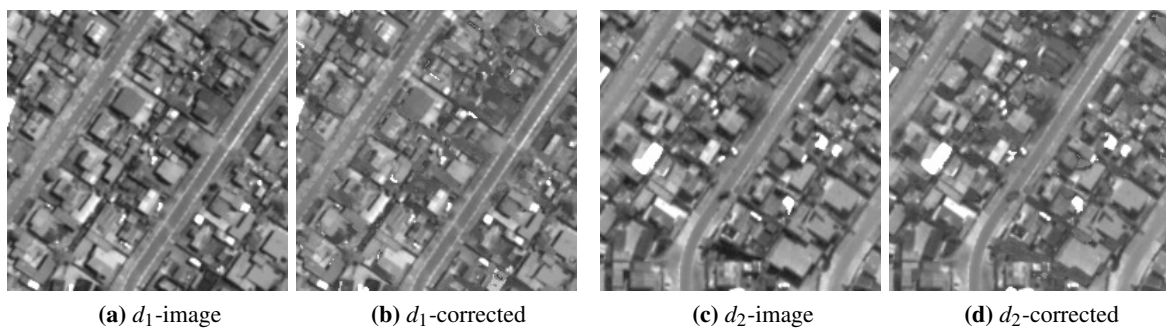 (a) d₁-image (b) d₁-corrected (c) d₂-image (d) d₂-corrected